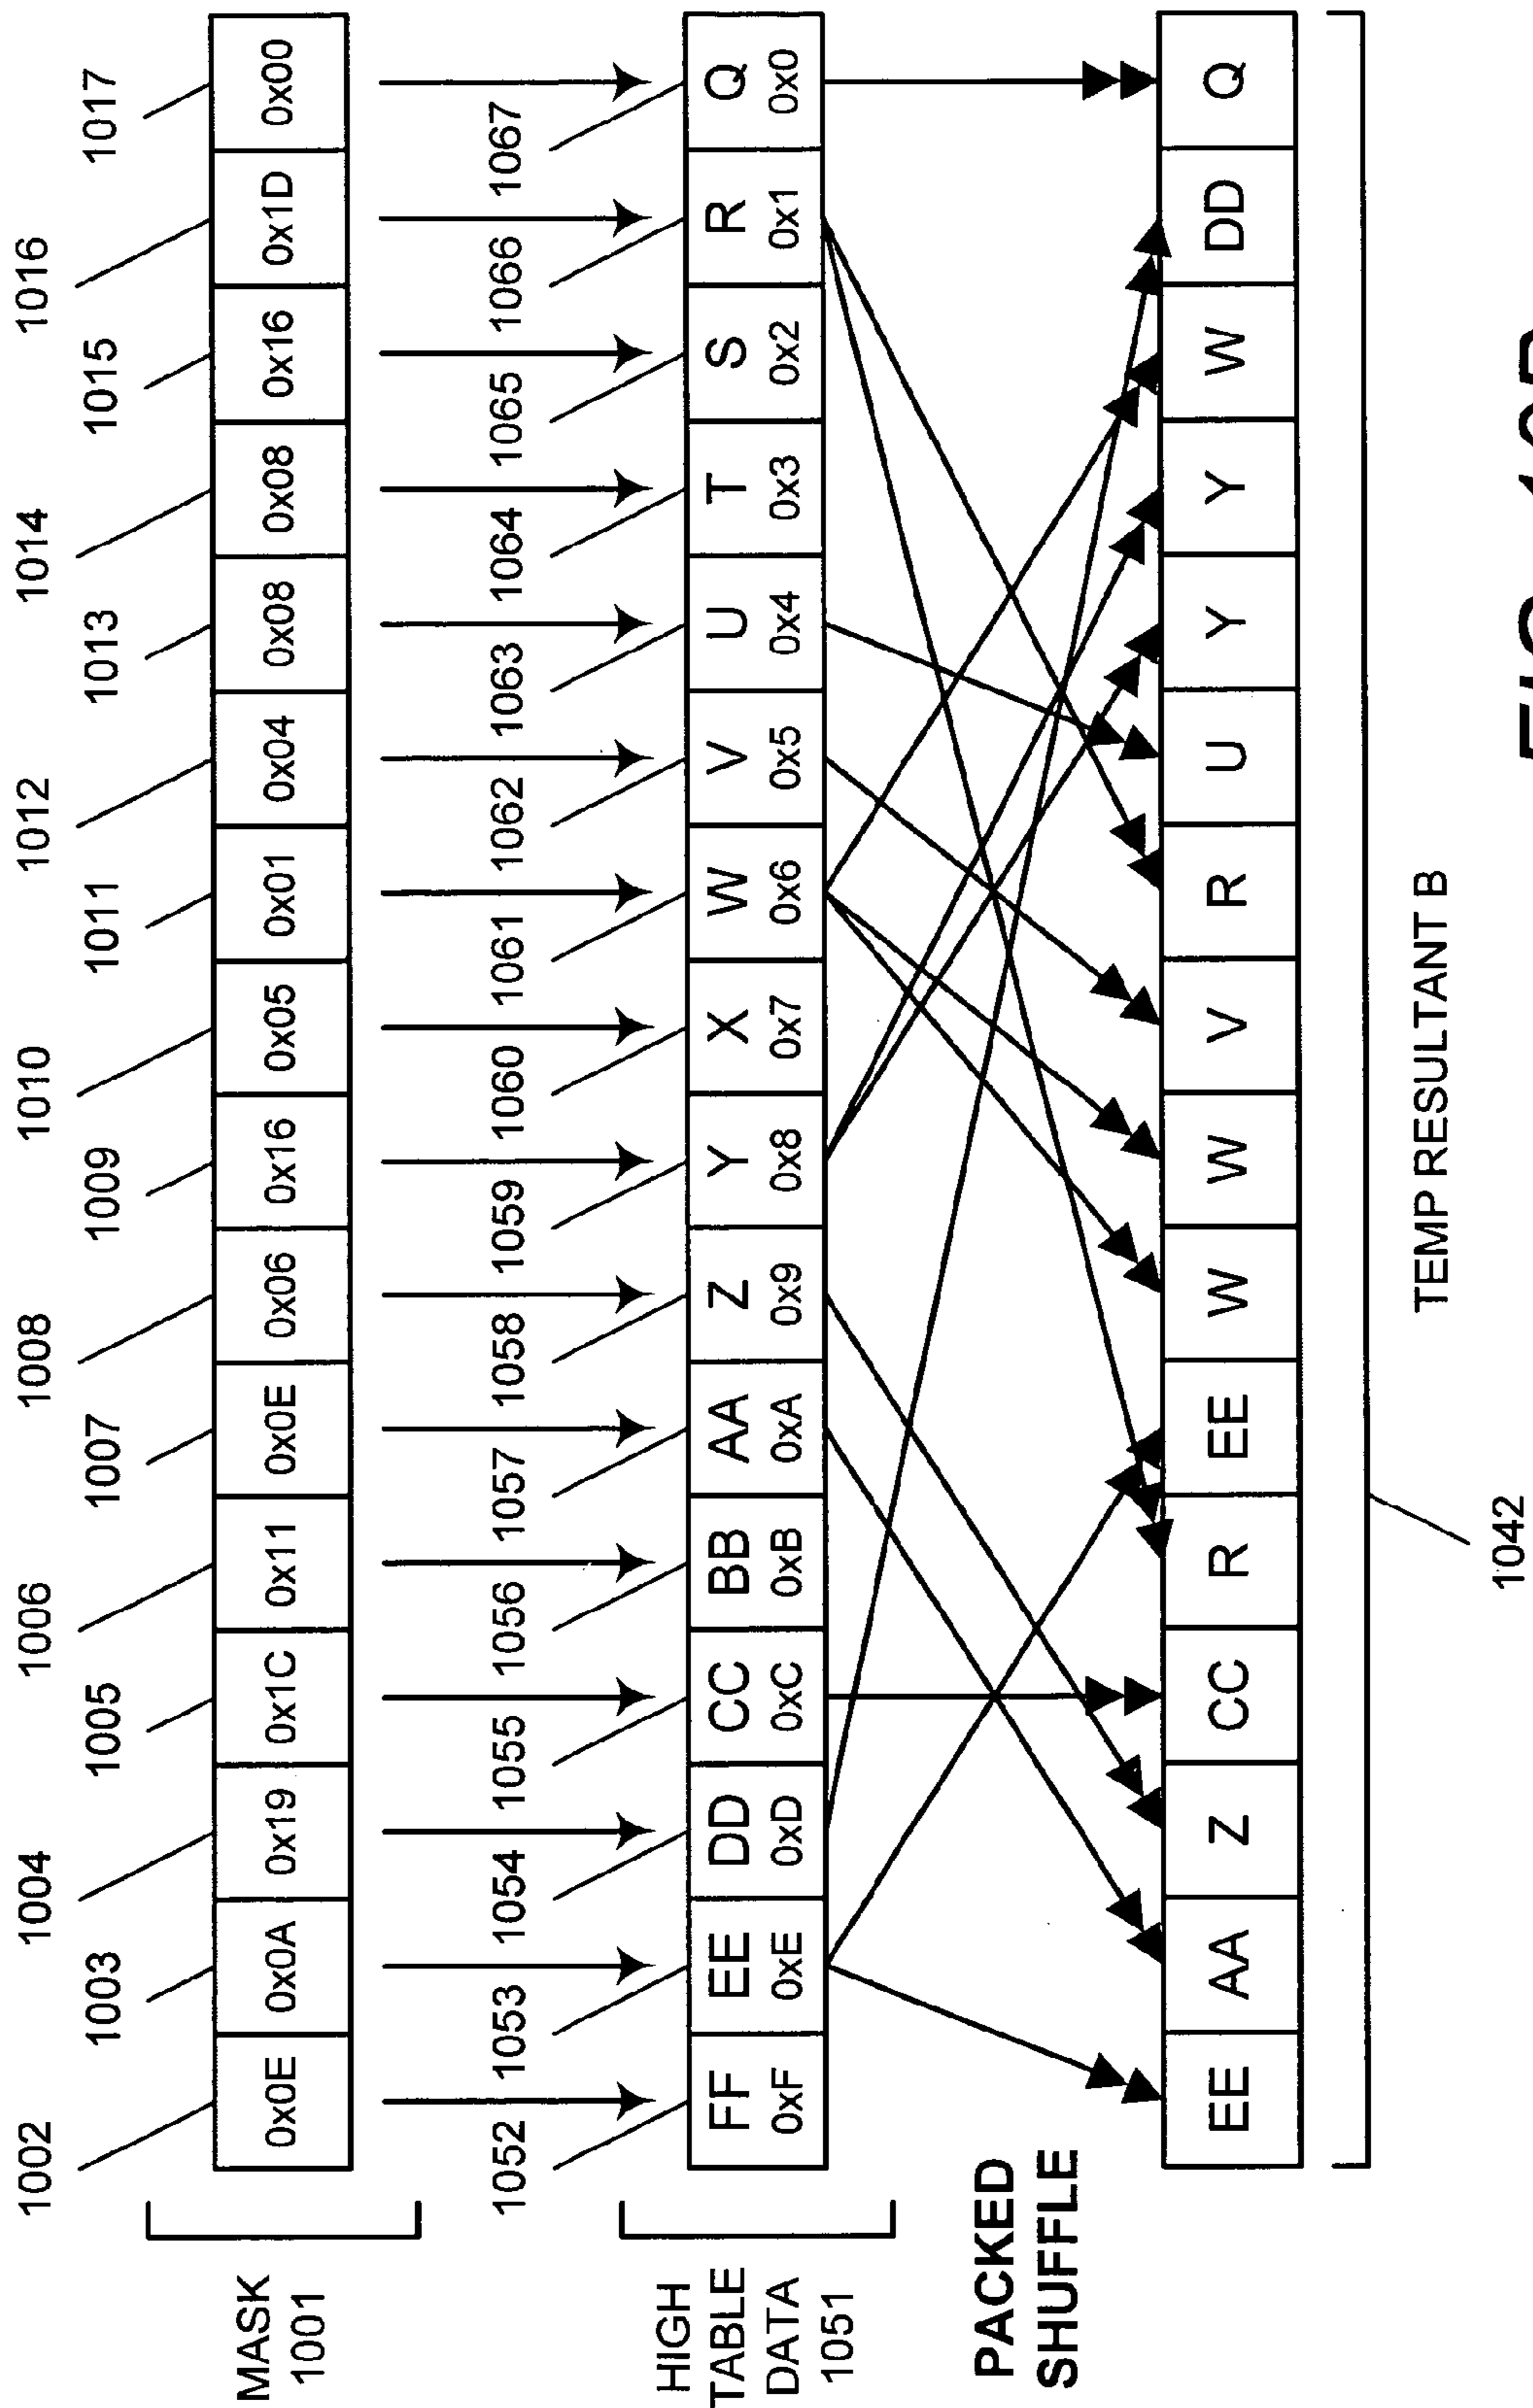 1002 1003 1004 1005 1006 1007 1008 1009 1010 1011 1012 1013 1014 1015 1016 1017
MASK
1001
0x0E 0x0A 0x19 0x1C 0x11 0x0E 0x06 0x16 0x05 0x01 0x04 0x08 0x08 0x16 0x1D 0x00
1052 1053 1054 1055 1056 1057 1058 1059 1060 1061 1062 1063 1064 1065 1066 1067
HIGH
TABLE
DATA
1051
FF EE DD CC BB AA Z Y X W V U T S R Q
0xF 0xE 0xD 0xC 0xB 0xA 0x9 0x8 0x7 0x6 0x5 0x4 0x3 0x2 0x1 0x0
PACKED
SHUFFLE
EE AA Z CC R EE W W V R U Y Y W DD Q
TEMP RESULTANT B
1042